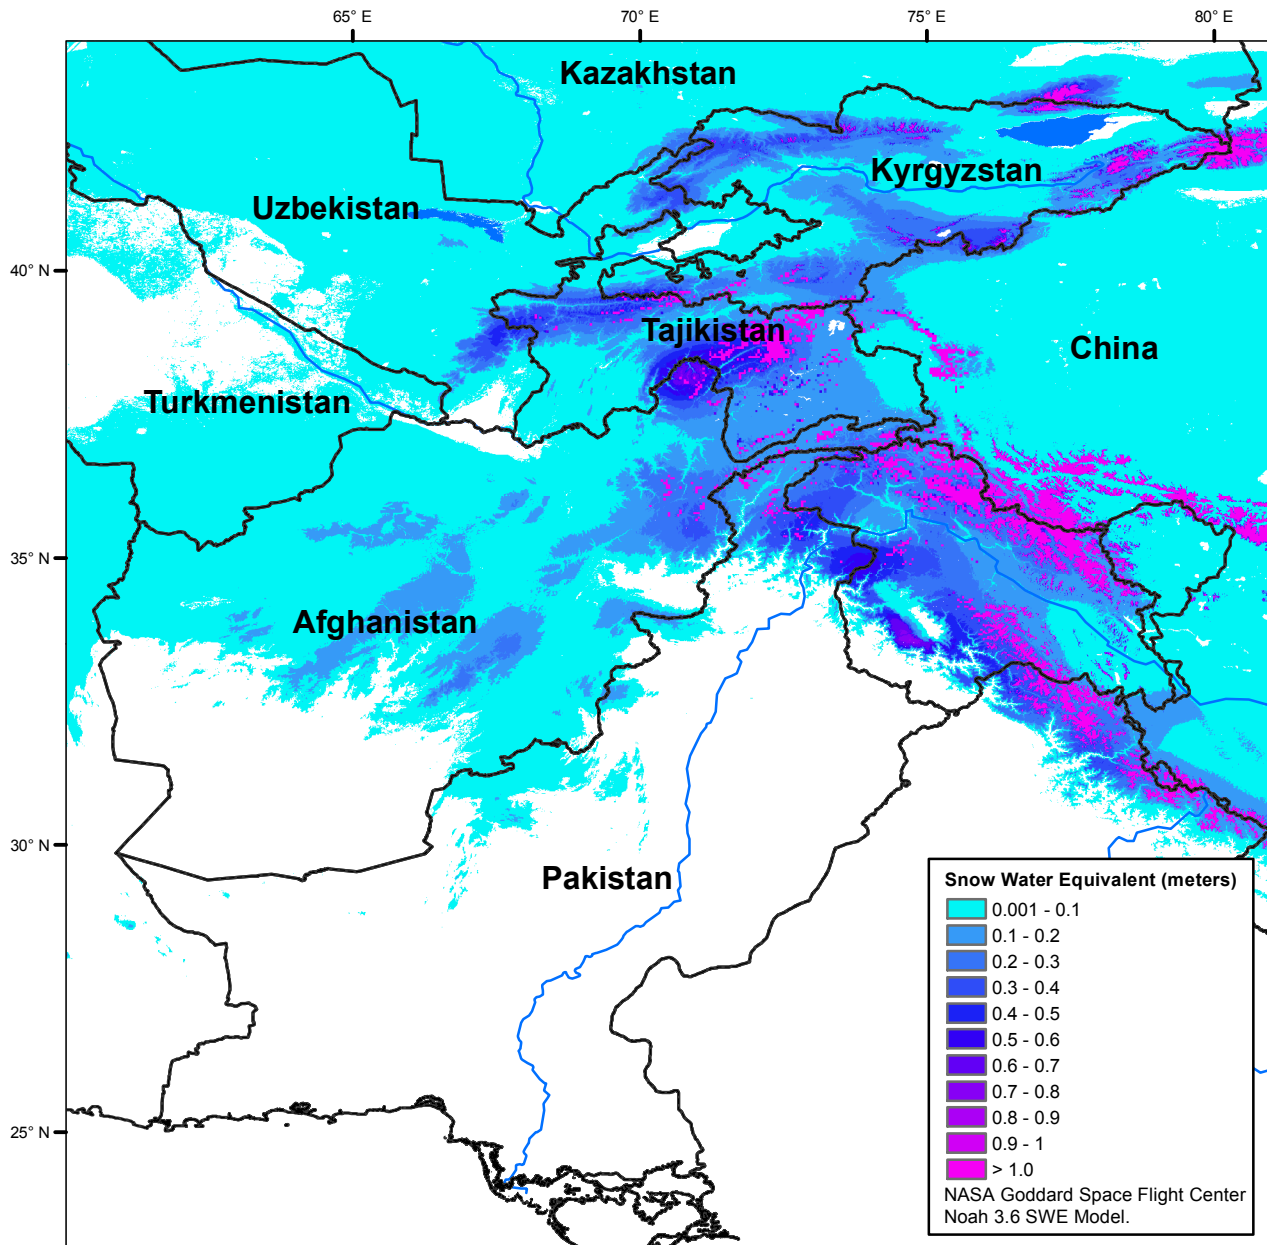 65° E
70° E
75° E
80° E
Kazakhstan
Kyrgyzstan
Uzbekistan
40° N
Tajikistan
China
Turkmenistan
35° N
Afghanistan
30° N
Pakistan
25° N
Snow Water Equivalent (meters)
0.001 - 0.1
0.1 - 0.2
0.2 - 0.3
0.3 - 0.4
0.4 - 0.5
0.5 - 0.6
0.6 - 0.7
0.7 - 0.8
0.8 - 0.9
0.9 - 1
> 1.0
NASA Goddard Space Flight Center
Noah 3.6 SWE Model.